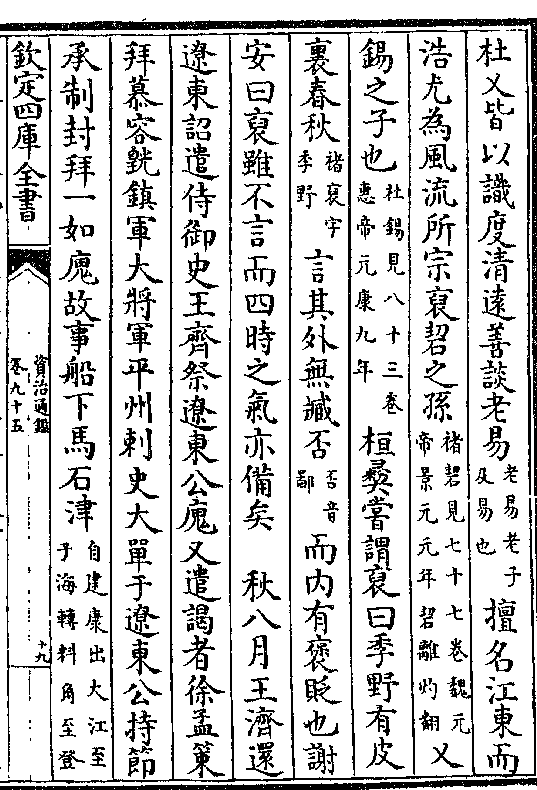 杜乂皆以識度清遠善談老易老易老子及易也擅名江東而
浩尤為風流所宗裒䂮之孫褚䂮見七十七卷魏元帝景元元年䂮離灼翻乂
錫之子也杜錫見八十三卷惠帝元康九年桓彜嘗謂裒曰季野有皮
裏春秋褚裒字季野言其外無臧否否音鄙而内有褒貶也謝
安曰裒雖不言而四時之氣亦備矣 秋八月王濟還
遼東詔遣侍御史王齊祭遼東公廆又遣謁者徐孟策
拜慕容皝鎮軍大將軍平州刺史大單于遼東公持節
承制封拜一如廆故事船下馬石津自建康出大江至于海轉料角至登
欽定四庫全書
資治通鑑
卷九十五
十九